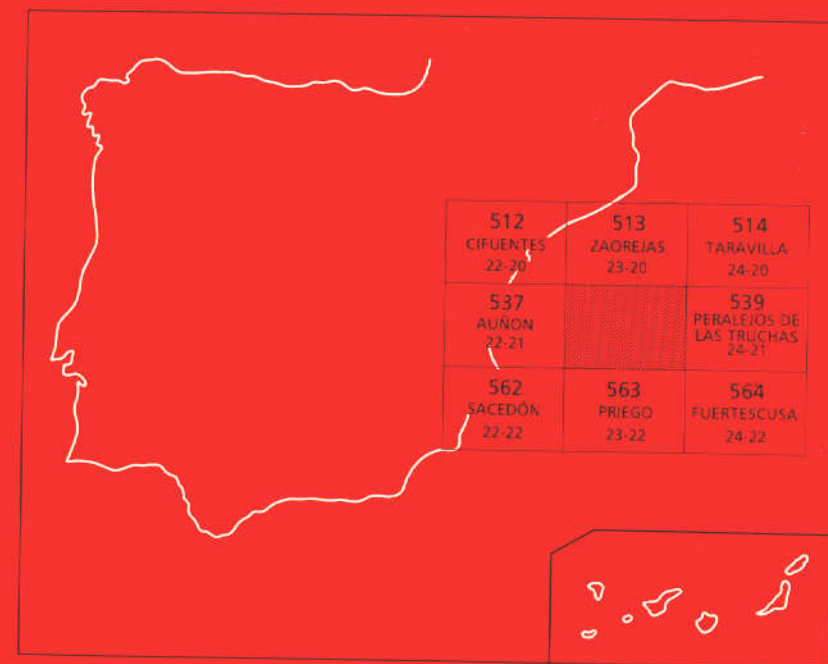 512
CIFUENTES
22-20
513
ZAOREJAS
23-20
514
TARAVILLA
24-20
537
AUÑON
22-21
539
PERALEJOS DE
LAS TRUCHAS
24-21
562
SACEDÓN
22-22
563
PRIEGO
23-22
564
FUERTESCUSA
24-22